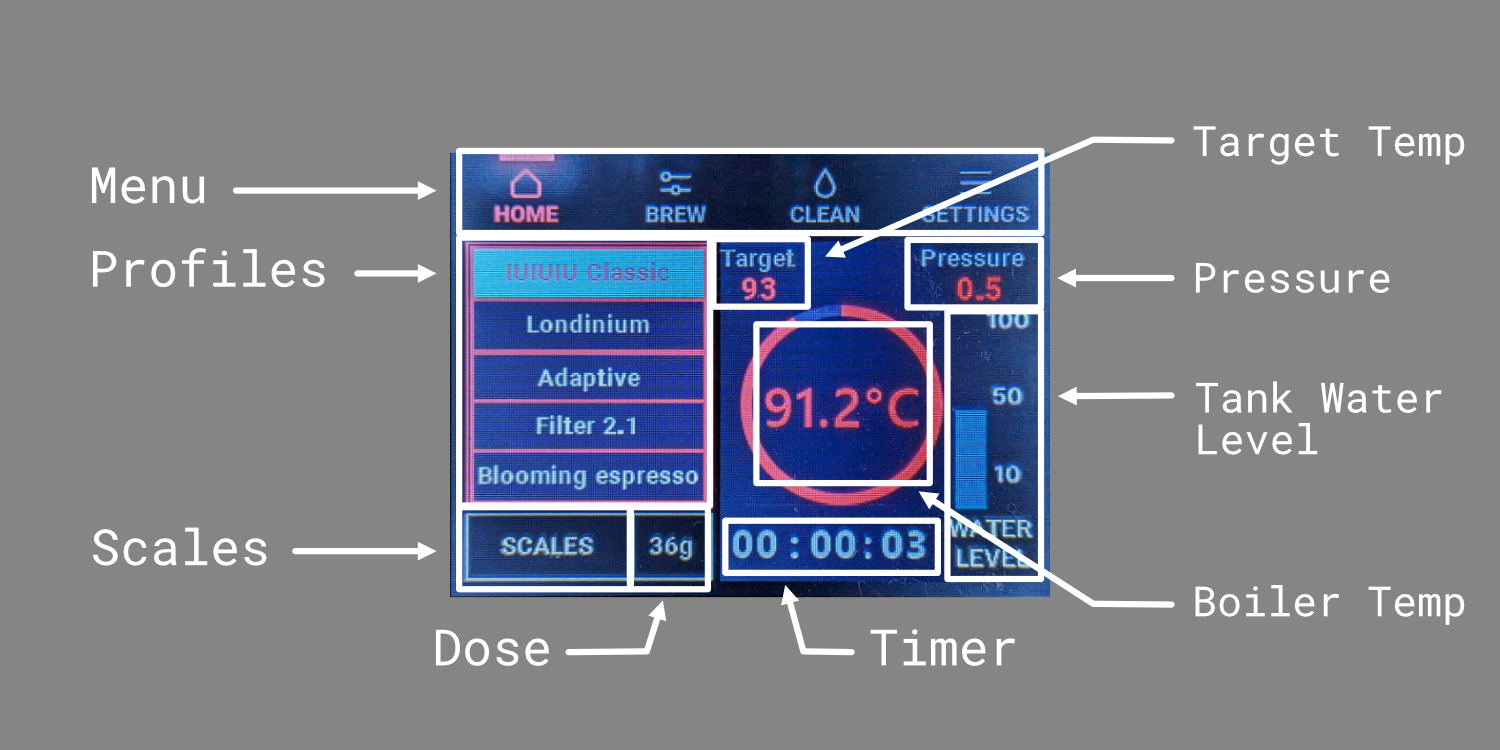 Target Temp
Menu
HOME
BREW
CLEAN
SETTINGS
Profiles
IUIUIU Classic
Londinium
Adaptive
Filter 2.1
Blooming espresso
Target
93
Pressure
0.5
Pressure
91.2°C
100
50
10
WATER
LEVEL
Tank Water
Level
Scales
SCALES
36g
00:00:03
Boiler Temp
Dose
Timer